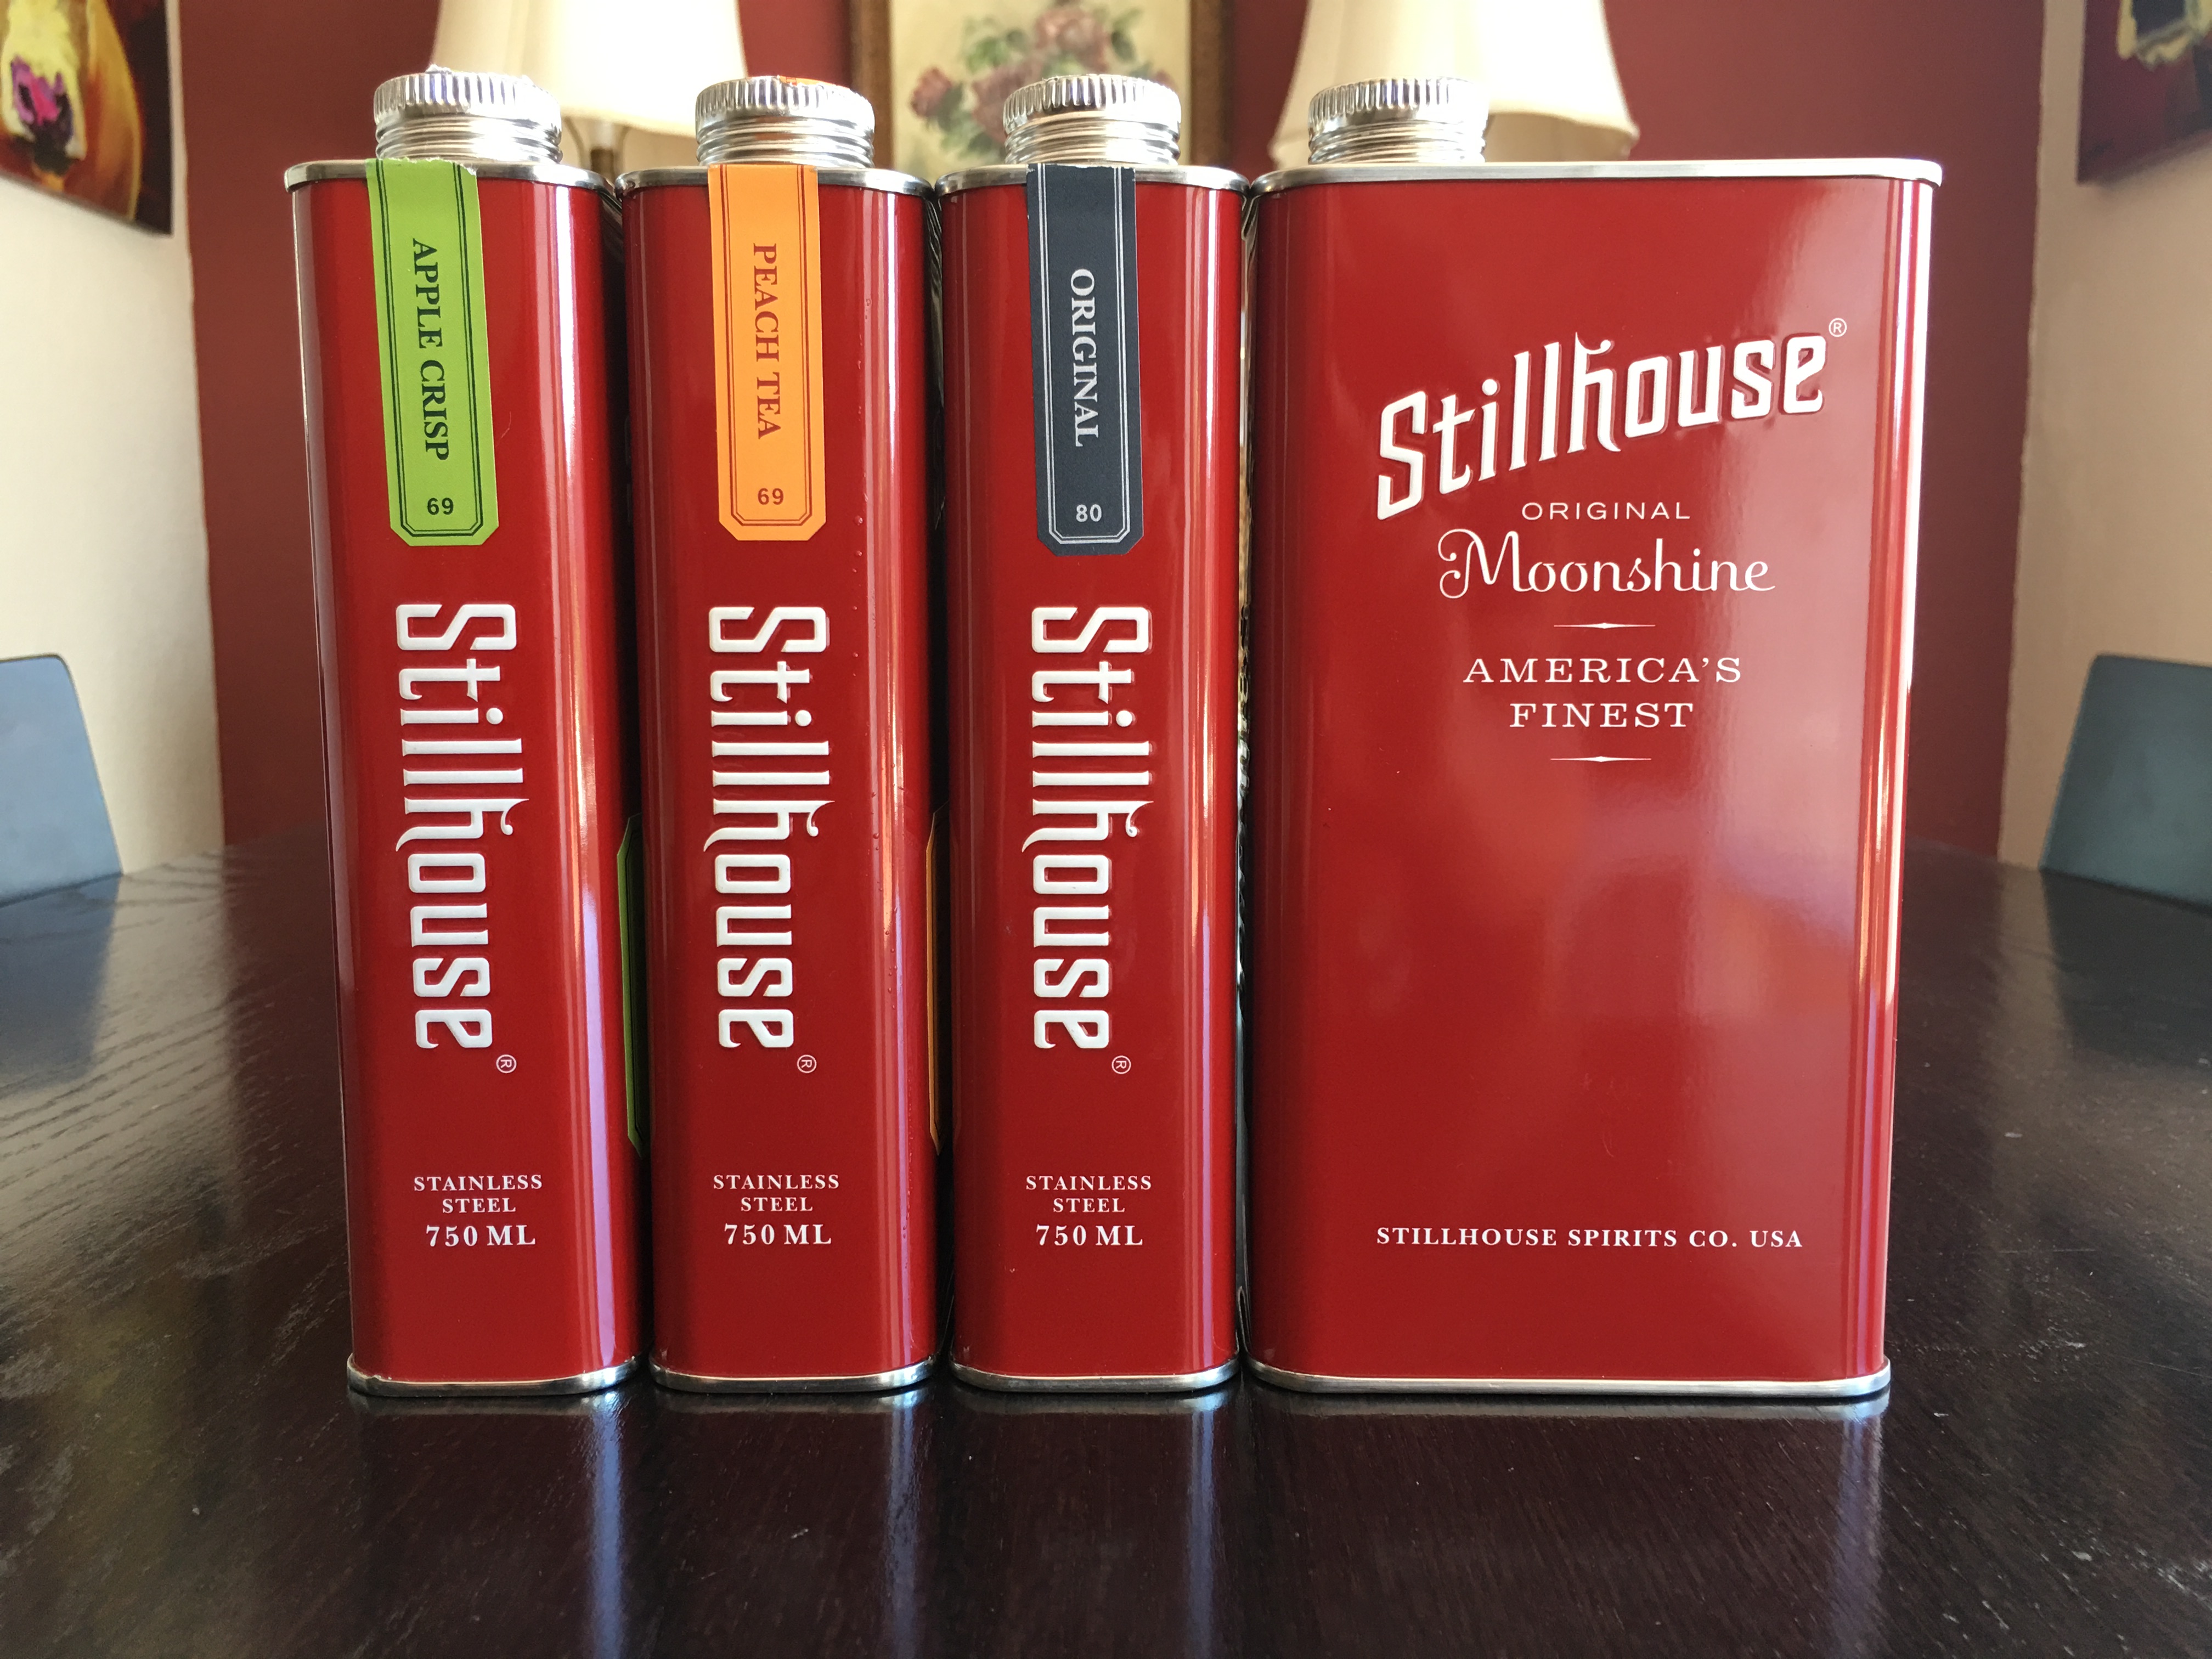 APPLE CRISP
69
Stillhouse®
STAINLESS
STEEL
750 ML
PEACH TEA
69
Stillhouse®
STAINLESS
STEEL
750 ML
ORIGINAL
80
Stillhouse®
STAINLESS
STEEL
750 ML
Stillhouse®
ORIGINAL
Moonshine
AMERICA'S
FINEST
STILLHOUSE SPIRITS CO. USA